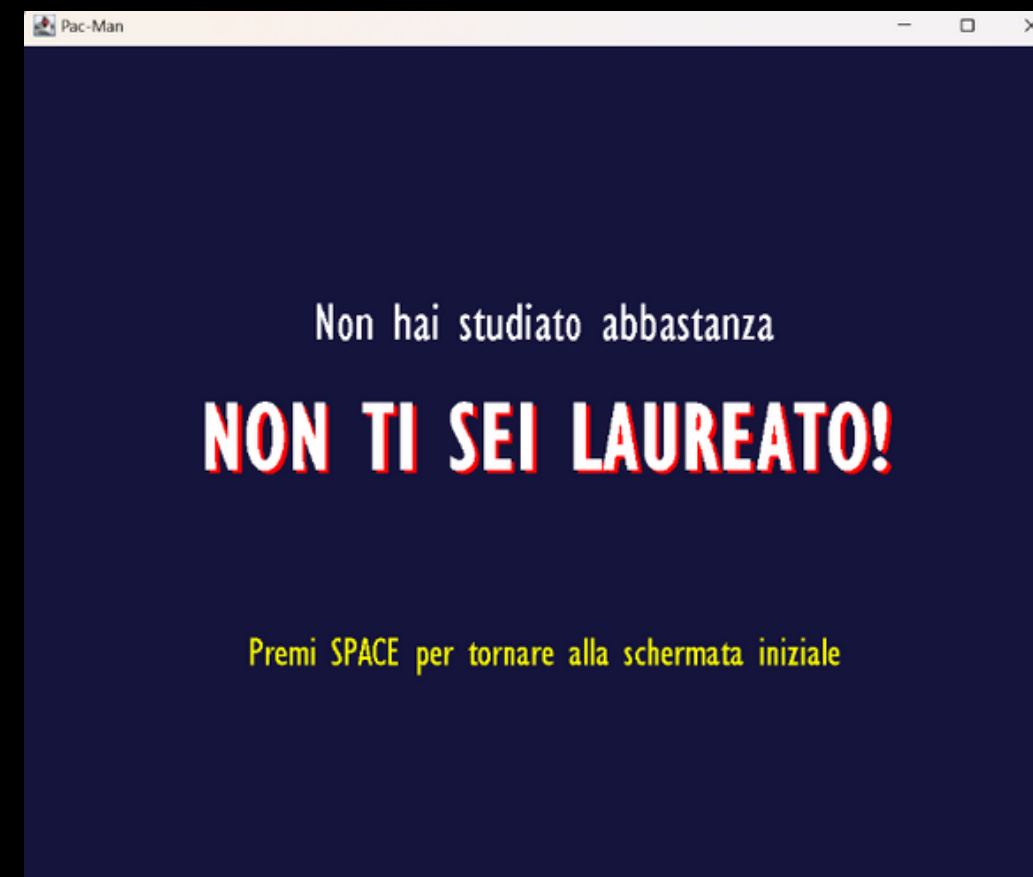 Pac-Man
Non hai studiato abbastanza
NON TI SEI LAUREATO!
Premi SPACE per tornare alla schermata iniziale